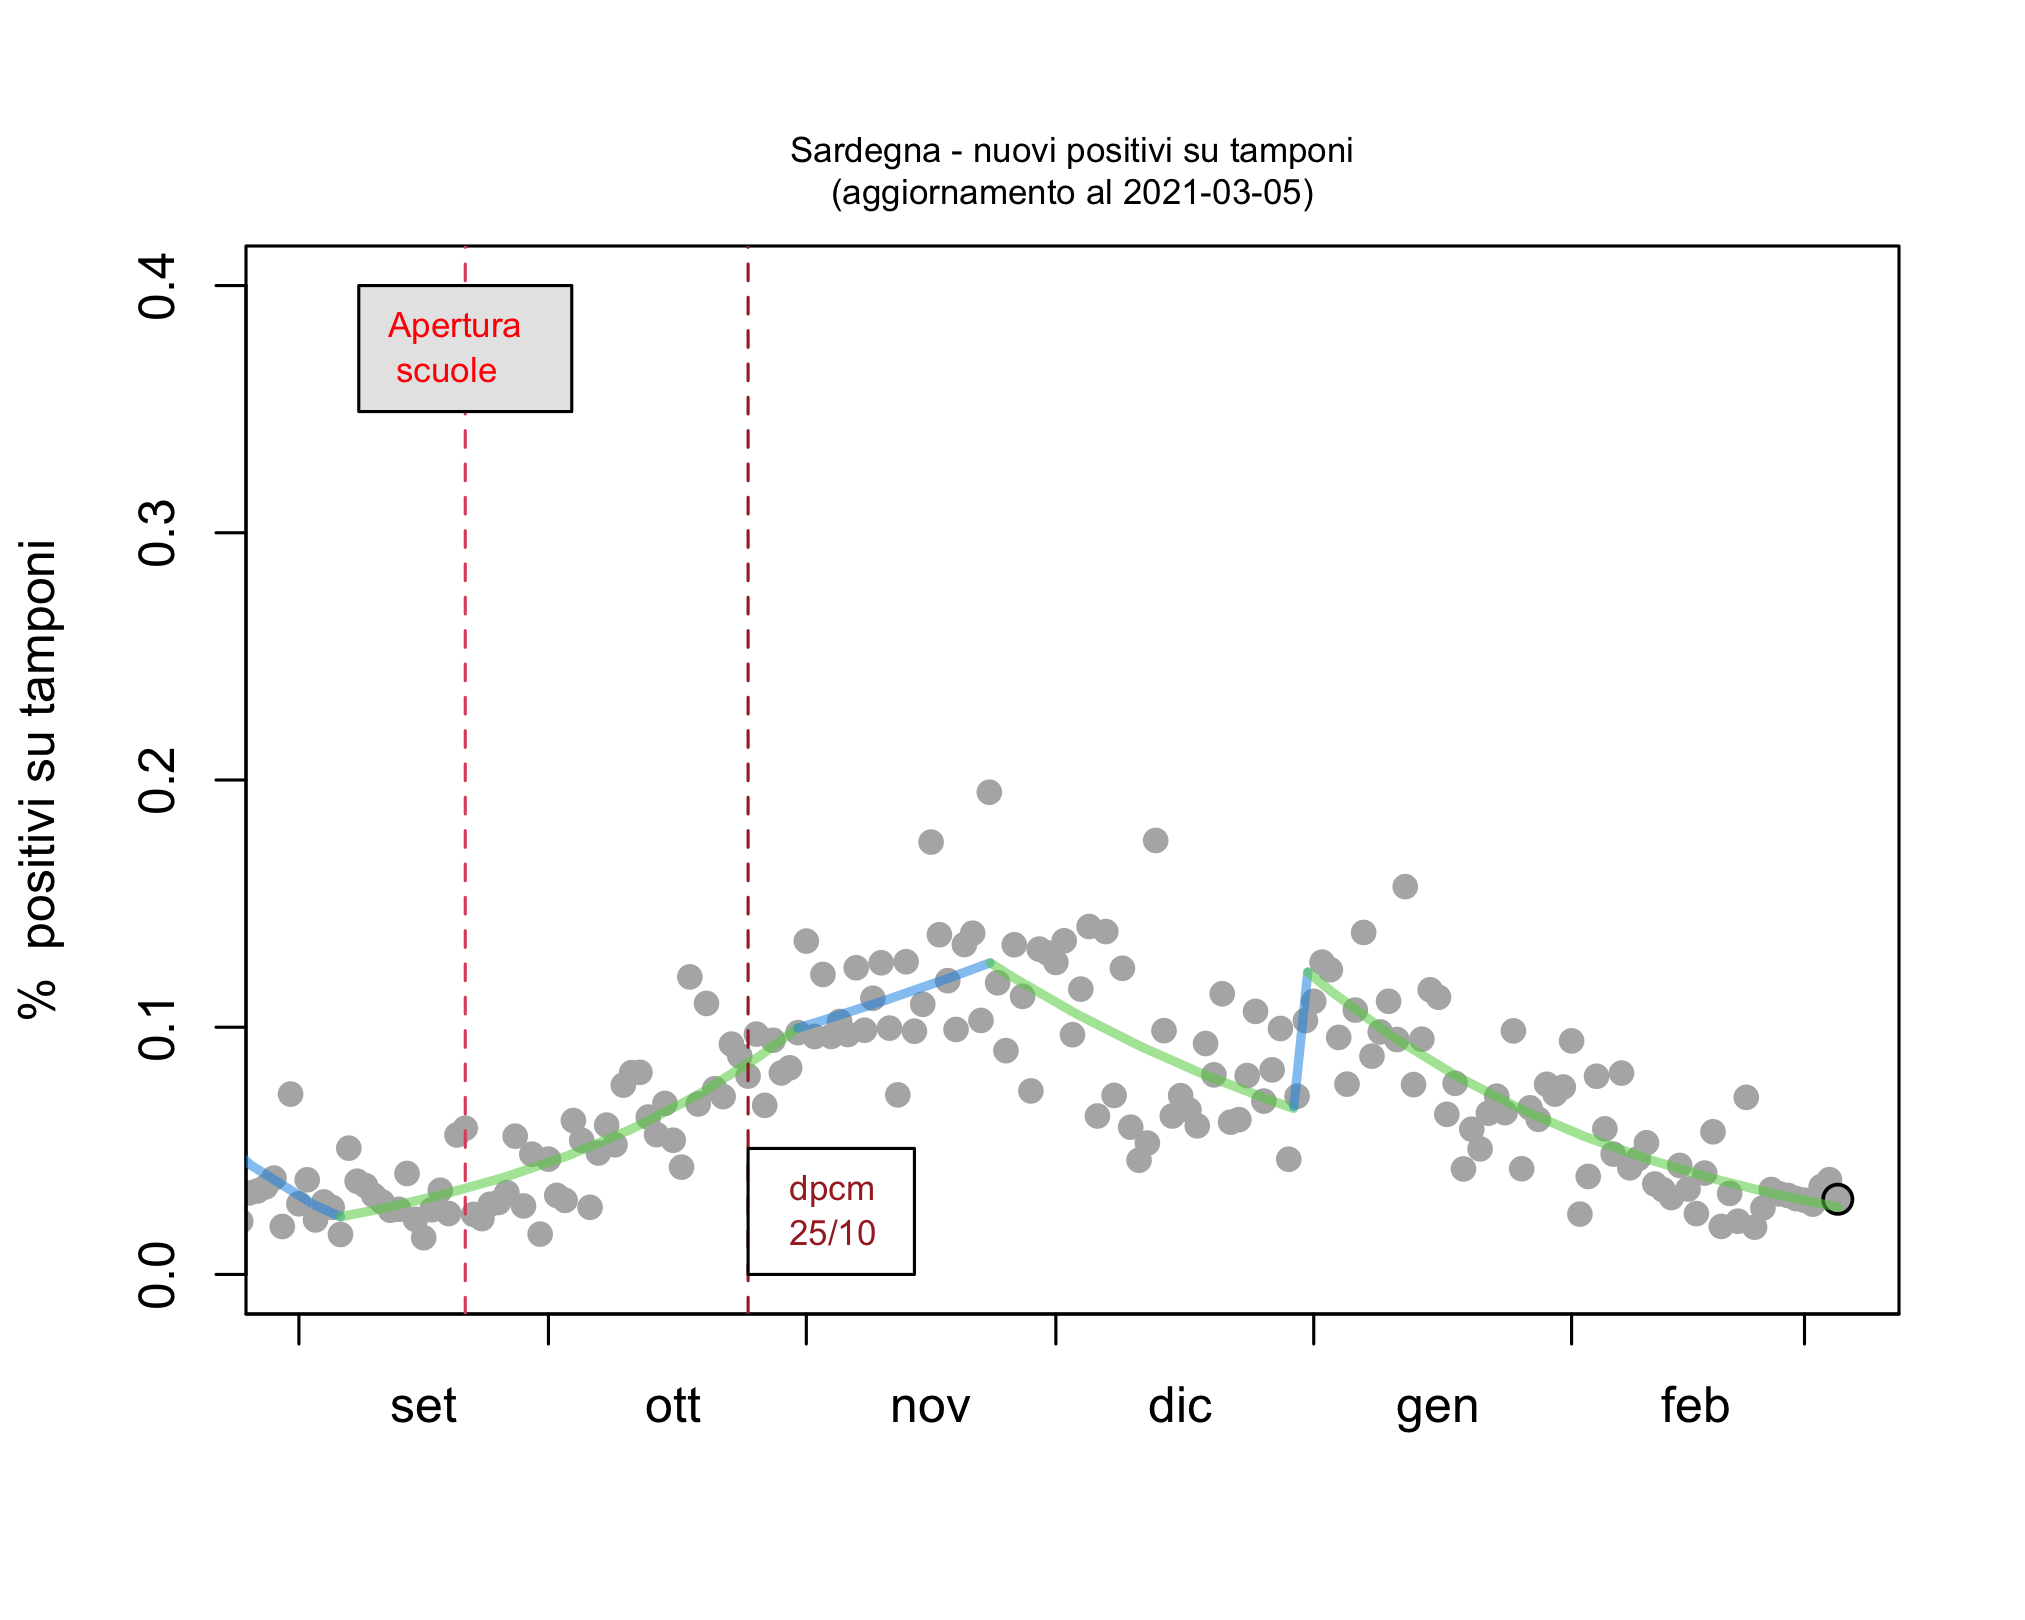 Sardegna - nuovi positivi su tamponi
(aggiornamento al 2021-03-05)
% positivi su tamponi
0.4
0.3
0.2
0.1
0.0
Apertura
scuole
dpcm
25/10
set ott nov dic gen feb